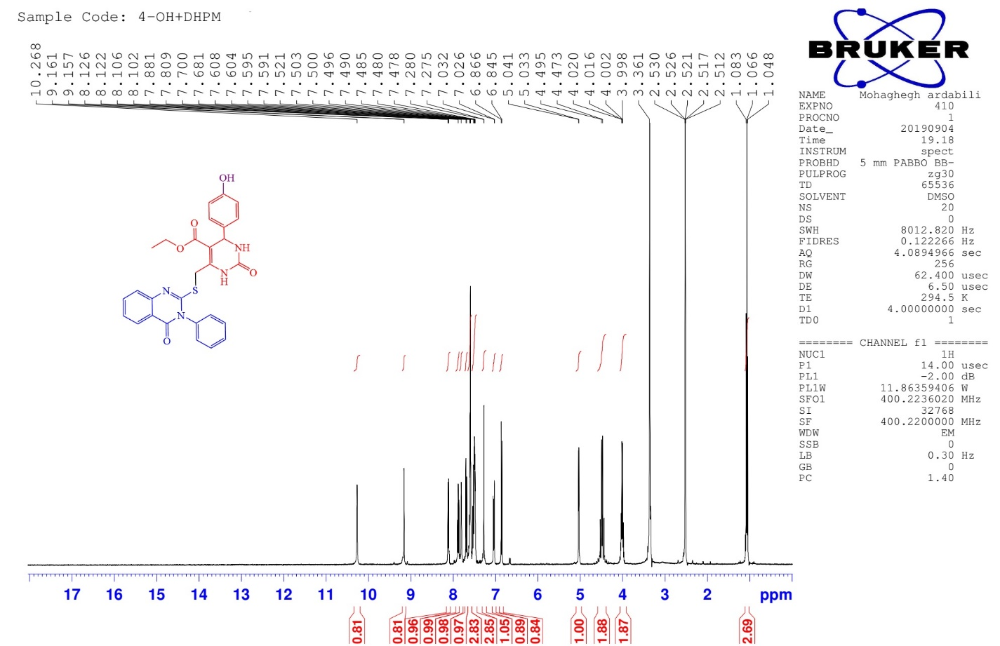 Sample Code: 4-OH+DHPM
10.268
9.161
9.157
8.126
8.122
8.106
8.102
7.881
7.809
7.700
7.681
7.608
7.604
7.595
7.591
7.521
7.503
7.500
7.496
7.490
7.485
7.480
7.478
7.280
7.275
7.032
7.026
6.866
6.845
5.041
5.033
4.495
4.473
4.020
4.016
4.002
3.998
3.361
2.530
2.526
2.521
2.517
2.512
1.083
1.066
1.048
BRUKER
NAME Mohaghegh ardabili
EXPNO 410
PROCNO 1
Date_ 20190904
Time 19.18
INSTRUM spect
PROBHD 5 mm PABBO BB-
PULPROG zg30
TD 65536
SOLVENT DMSO
NS 20
DS 0
SWH 8012.820 Hz
FIDRES 0.122266 Hz
AQ 4.0894966 sec
RG 256
DW 62.400 usec
DE 6.50 usec
TE 294.5 K
D1 4.00000000 sec
TD0 1
======== CHANNEL f1 ========
NUC1 1H
P1 14.00 usec
PL1 -2.00 dB
PL1W 11.86359406 W
SFO1 400.2236020 MHz
SI 32768
SF 400.2200000 MHz
WDW EM
SSB 0
LB 0.30 Hz
GB 0
PC 1.40
OH
O
O
NH
N
H
O
N
S
N
O
17 16 15 14 13 12 11 10 9 8 7 6 5 4 3 2 ppm
0.81
0.81
0.96
0.99
0.98
0.97
2.83
2.85
1.05
0.89
0.84
1.00
1.88
1.87
2.69